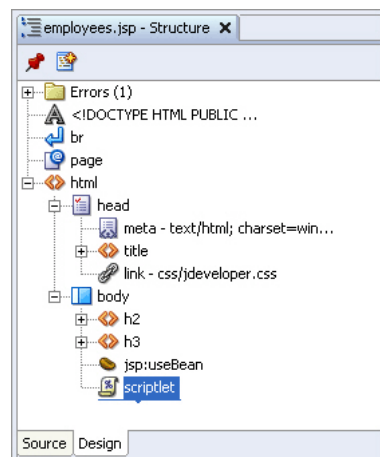 employees.jsp - Structure
Errors (1)
<!DOCTYPE HTML PUBLIC ...
br
page
html
head
meta - text/html; charset=win...
title
link - css/jdeveloper.css
body
h2
h3
jsp:useBean
scriptlet
Source Design